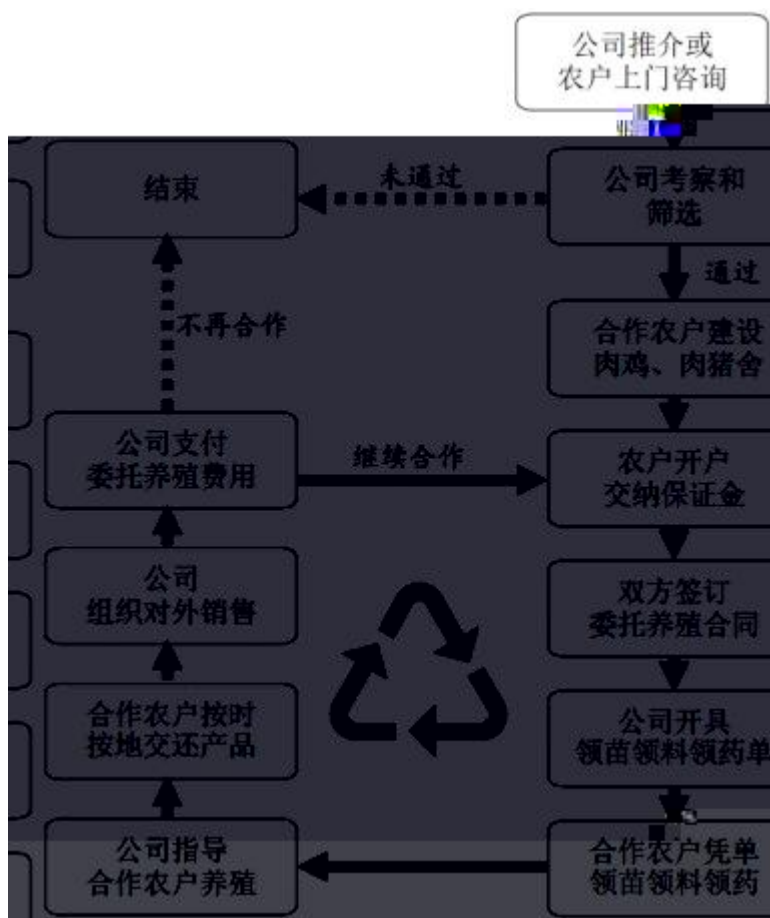 公司推介或
农户上门咨询
结束
未通过
公司考察和
筛选
通过
不再合作
合作农户建设
肉鸡、肉猪舍
公司支付
委托养殖费用
继续合作
农户开户
交纳保证金
公司
组织对外销售
双方签订
委托养殖合同
合作农户按时
按地交还产品
公司开具
领苗领料领药单
公司指导
合作农户养殖
合作农户凭单
领苗领料领药